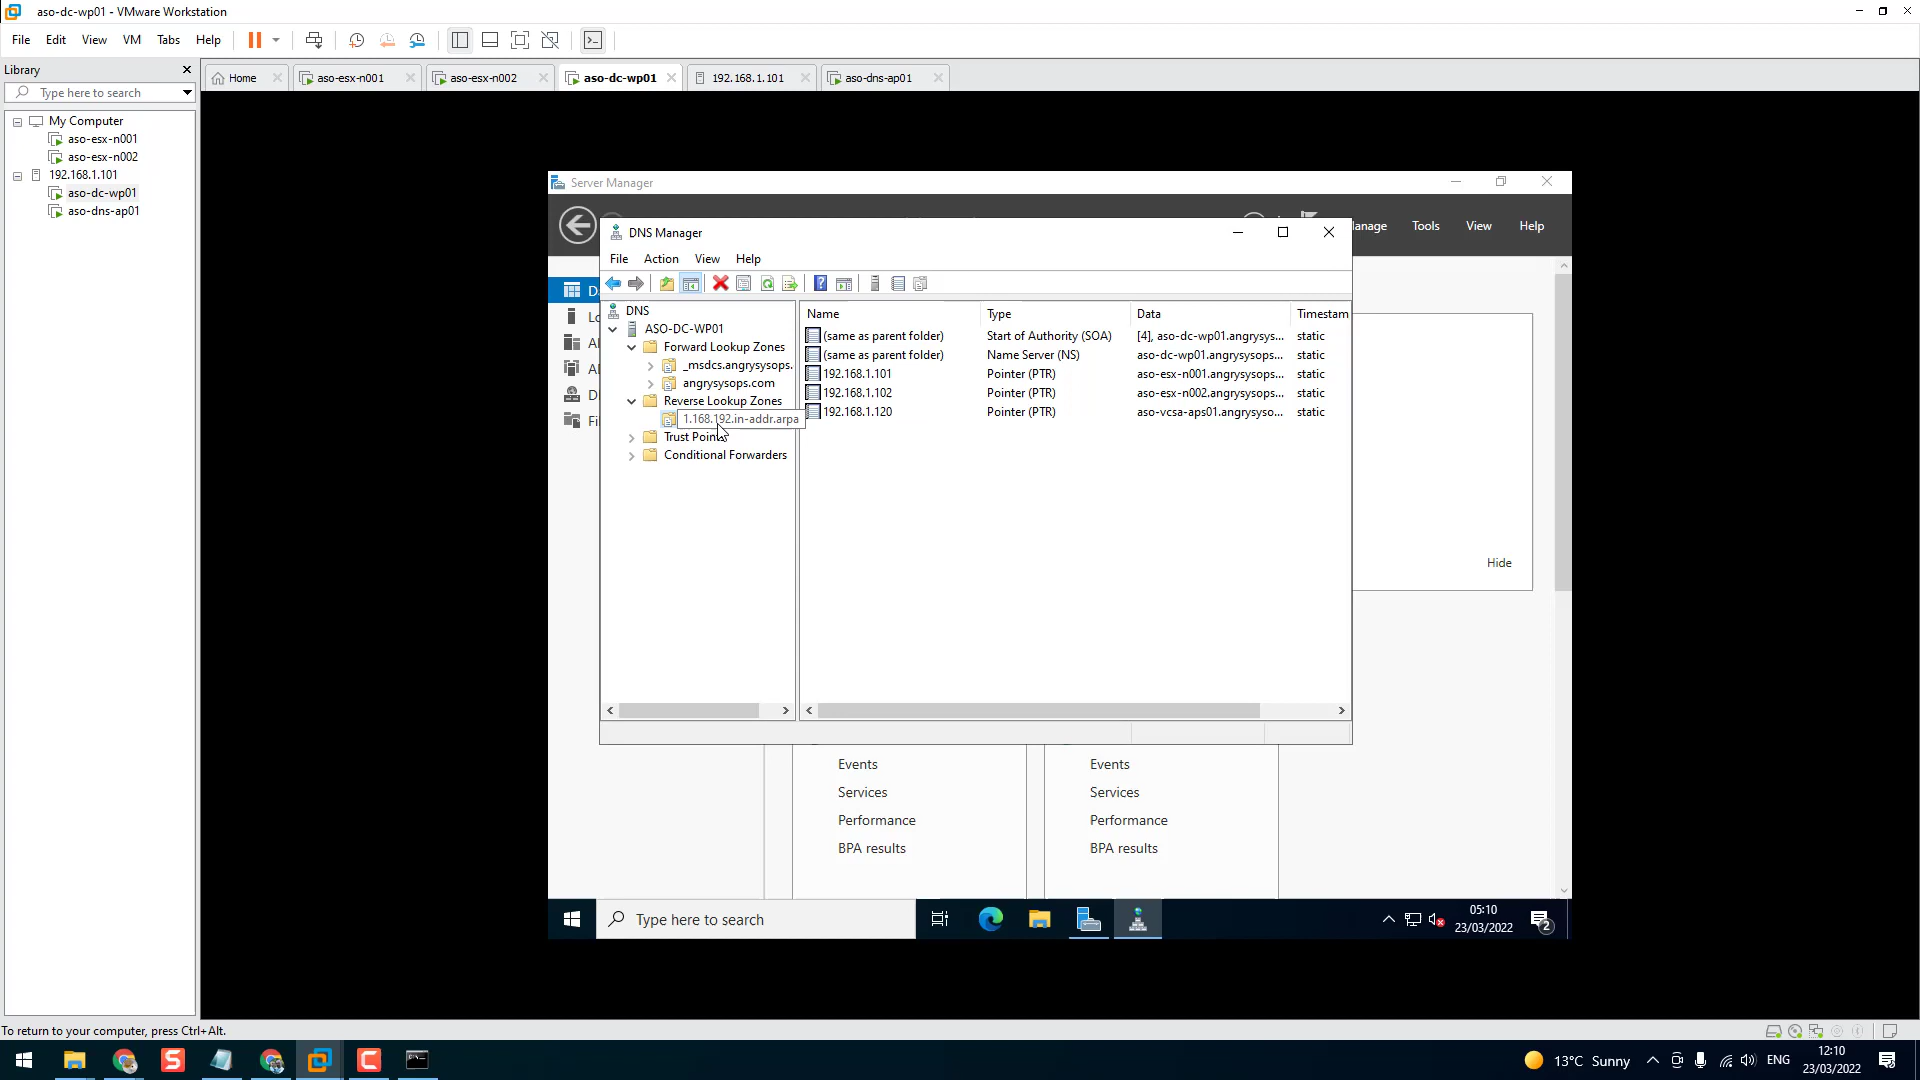 aso-dc-wp01 - VMware Workstation
File Edit View VM Tabs Help
Library
Type here to search
Home
aso-esx-n001
aso-esx-n002
aso-dc-wp01
192.168.1.101
aso-dns-ap01
My Computer
aso-esx-n001
aso-esx-n002
192.168.1.101
aso-dc-wp01
aso-dns-ap01
Server Manager
anage Tools View Help
DNS Manager
File Action View Help
D
Lo
Al
Al
D
Fi
DNS
ASO-DC-WP01
Forward Lookup Zones
_msdcs.angrysysops.
angrysysops.com
Reverse Lookup Zones
1.168.192.in-addr.arpa
Trust Points
Conditional Forwarders
Name Type Data Timestam
(same as parent folder) Start of Authority (SOA) [4], aso-dc-wp01.angrysys... static
(same as parent folder) Name Server (NS) aso-dc-wp01.angrysysops... static
192.168.1.101 Pointer (PTR) aso-esx-n001.angrysysops... static
192.168.1.102 Pointer (PTR) aso-esx-n002.angrysysops... static
192.168.1.120 Pointer (PTR) aso-vcsa-aps01.angrysyso... static
Hide
Events Events
Services Services
Performance Performance
BPA results BPA results
Type here to search
05:10
23/03/2022
2
To return to your computer, press Ctrl+Alt.
13°C Sunny
ENG
12:10
23/03/2022